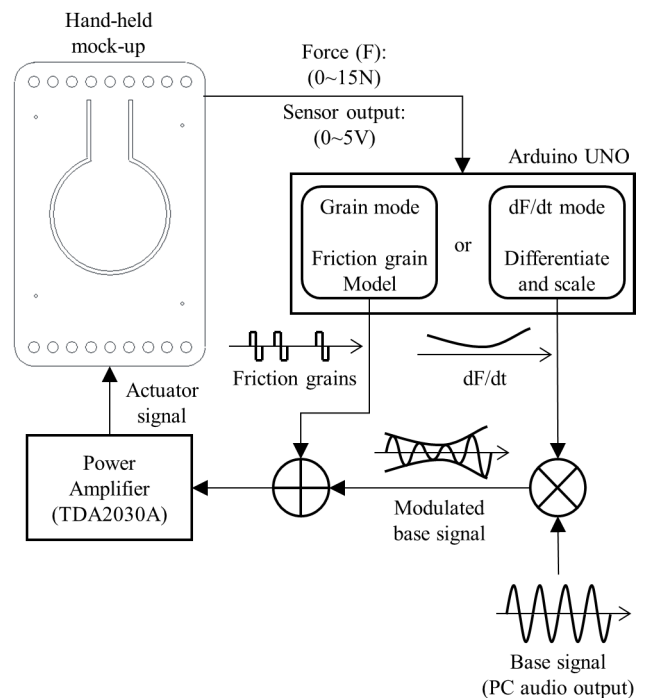 Hand-held
mock-up
Force (F):
(0~15N)
Sensor output:
(0~5V)
Arduino UNO
Grain mode
Friction grain
Model
or
dF/dt mode
Differentiate
and scale
Friction grains
dF/dt
Actuator
signal
Power
Amplifier
(TDA2030A)
Modulated
base signal
Base signal
(PC audio output)